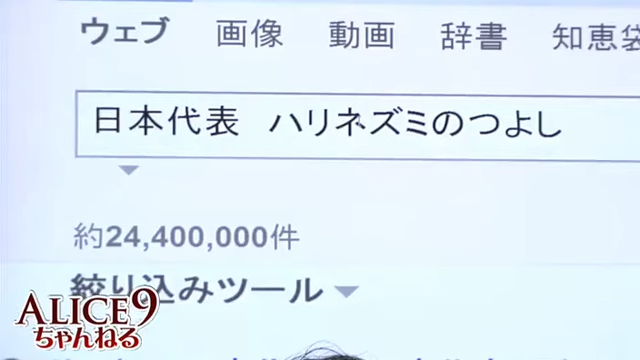 ウェブ 画像 動画 辞書 知恵袋
日本代表 ハリネズミのつよし
約24,400,000件
絞り込みツール
ALICE9
ちゃんねる